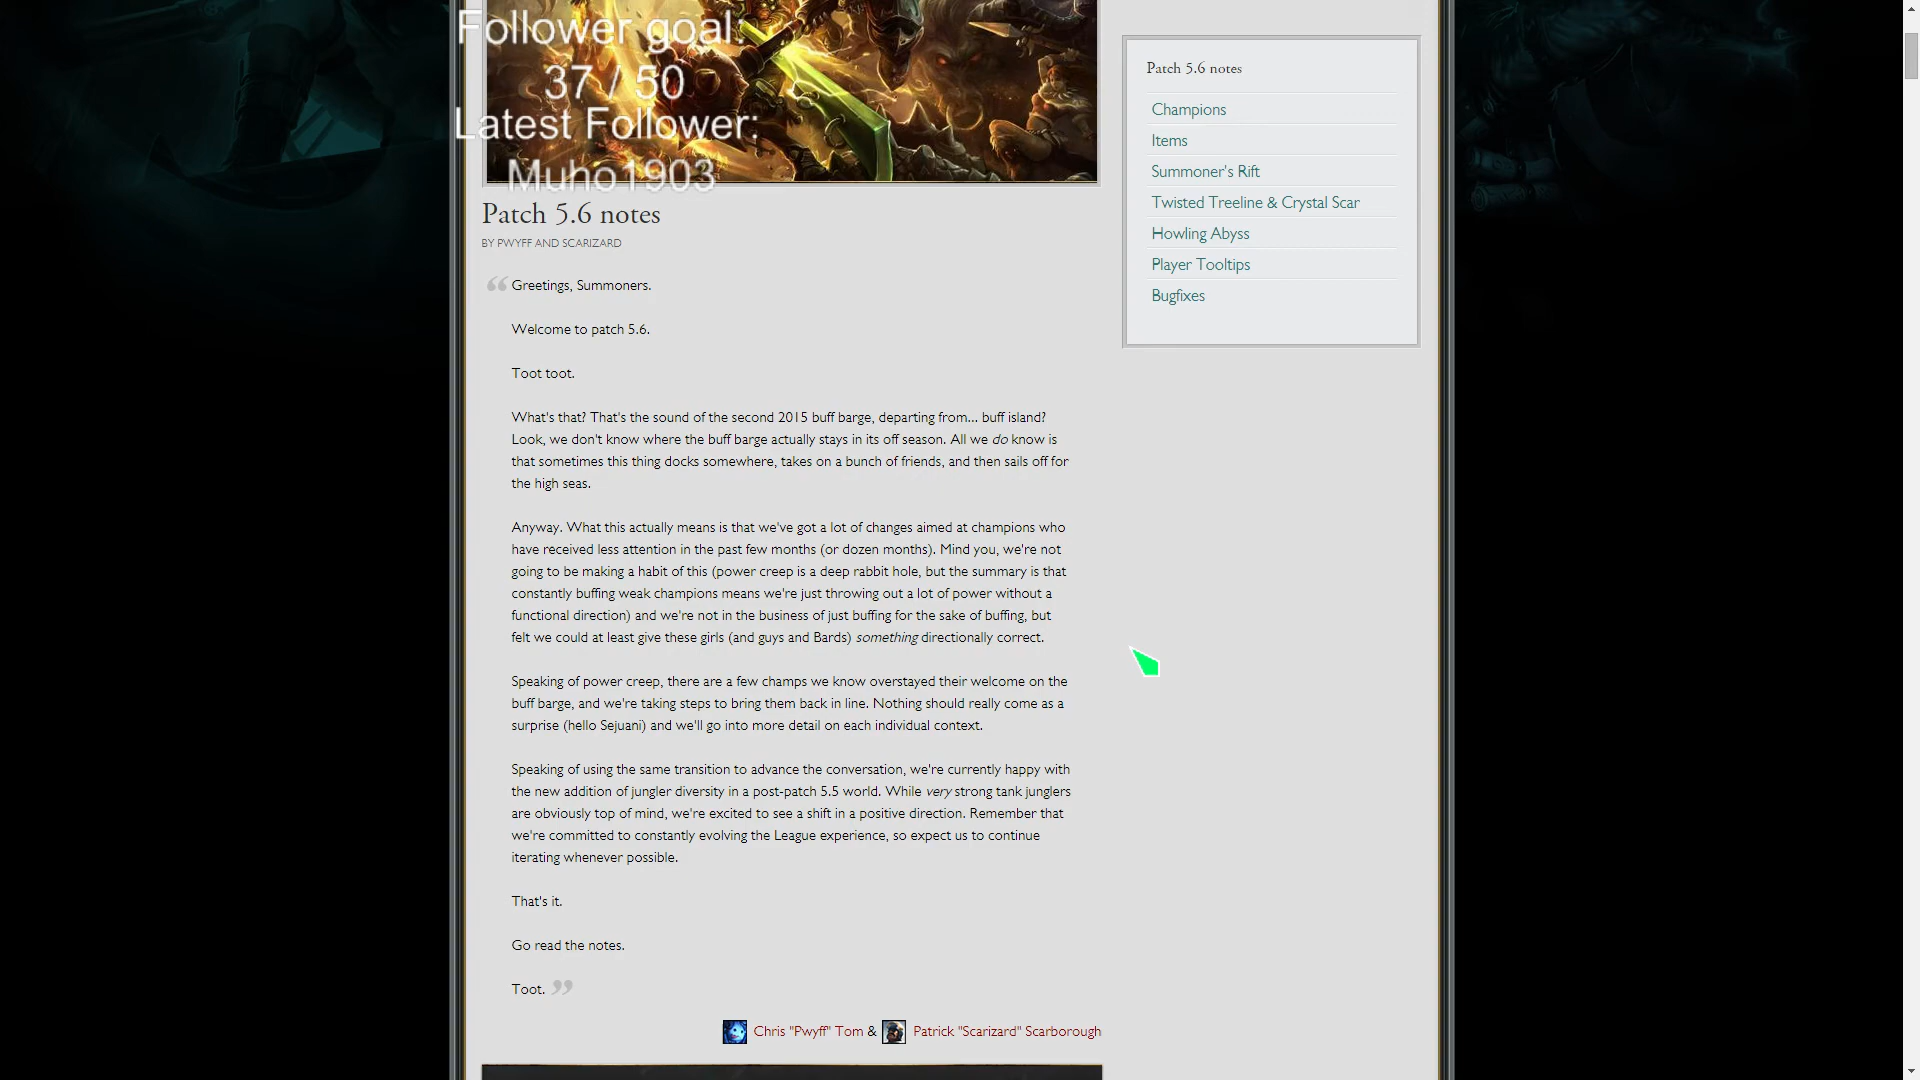 Follower goal:
37 / 50
Latest Follower:
Muho1903
Patch 5.6 notes
BY PWYFF AND SCARIZARD
“ Greetings, Summoners.
Welcome to patch 5.6.
Toot toot.
What's that? That's the sound of the second 2015 buff barge, departing from... buff island?
Look, we don't know where the buff barge actually stays in its off season. All we do know is
that sometimes this thing docks somewhere, takes on a bunch of friends, and then sails off for
the high seas.
Anyway. What this actually means is that we've got a lot of changes aimed at champions who
have received less attention in the past few months (or dozen months). Mind you, we're not
going to be making a habit of this (power creep is a deep rabbit hole, but the summary is that
constantly buffing weak champions means we're just throwing out a lot of power without a
functional direction) and we're not in the business of just buffing for the sake of buffing, but
felt we could at least give these girls (and guys and Bards) something directionally correct.
Speaking of power creep, there are a few champs we know overstayed their welcome on the
buff barge, and we're taking steps to bring them back in line. Nothing should really come as a
surprise (hello Sejuani) and we'll go into more detail on each individual context.
Speaking of using the same transition to advance the conversation, we're currently happy with
the new addition of jungler diversity in a post-patch 5.5 world. While very strong tank junglers
are obviously top of mind, we're excited to see a shift in a positive direction. Remember that
we're committed to constantly evolving the League experience, so expect us to continue
iterating whenever possible.
That's it.
Go read the notes.
Toot. ”
Chris "Pwyff" Tom & Patrick "Scarizard" Scarborough
Patch 5.6 notes
Champions
Items
Summoner's Rift
Twisted Treeline & Crystal Scar
Howling Abyss
Player Tooltips
Bugfixes